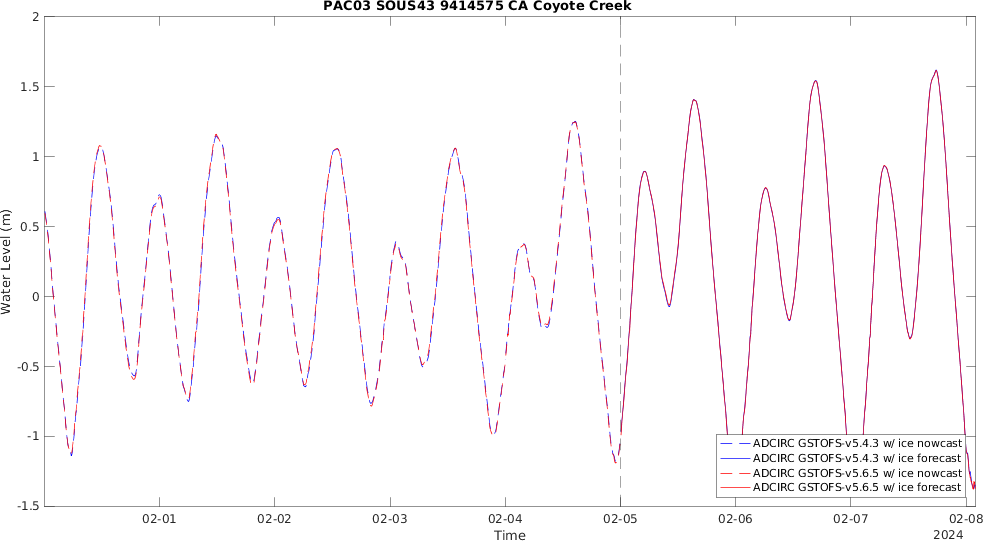 PAC03 SOUS43 9414575 CA Coyote Creek
2
1.5
1
0.5
0
-0.5
-1
-1.5
Water Level (m)
ADCIRC GSTOFS-v5.4.3 w/ ice nowcast
ADCIRC GSTOFS-v5.4.3 w/ ice forecast
ADCIRC GSTOFS-v5.6.5 w/ ice nowcast
ADCIRC GSTOFS-v5.6.5 w/ ice forecast
02-01 02-02 02-03 02-04 02-05 02-06 02-07 02-08
Time
2024